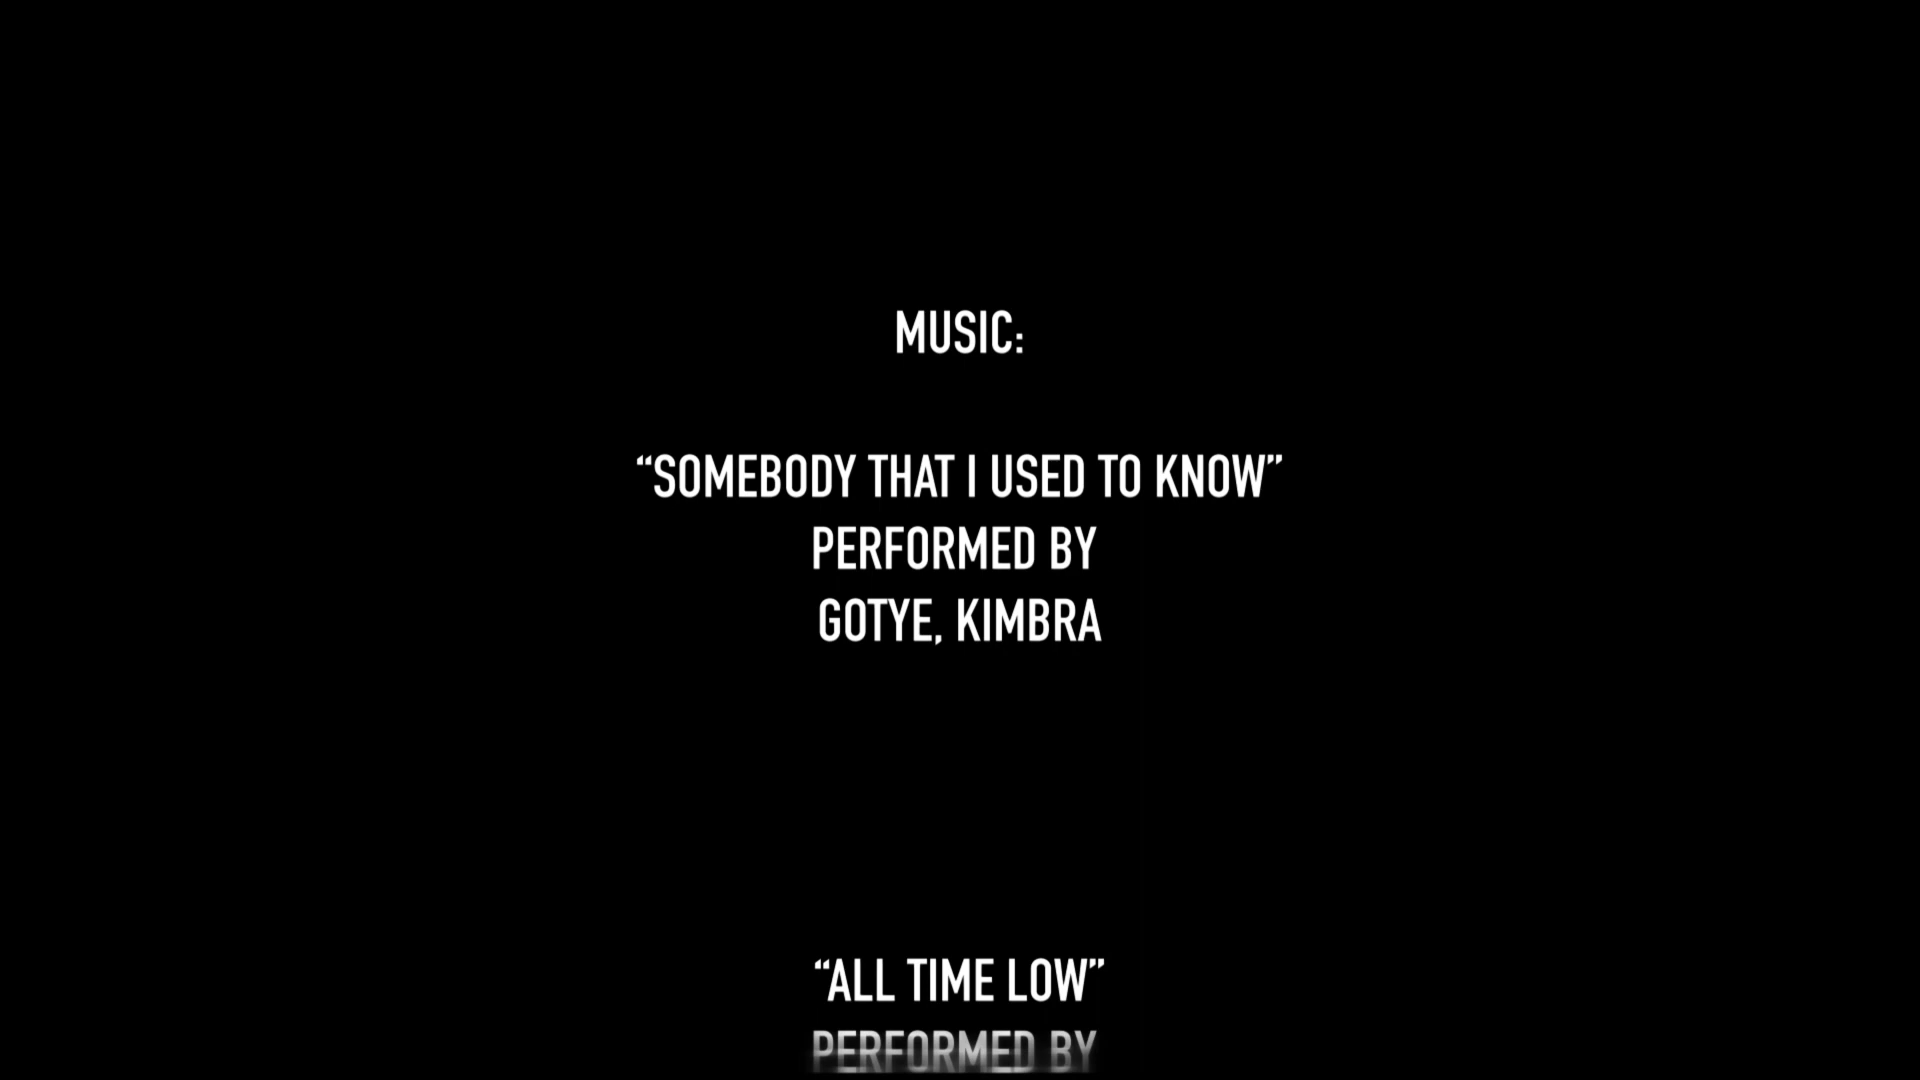 MUSIC:
“SOMEBODY THAT I USED TO KNOW”
PERFORMED BY
GOTYE, KIMBRA
“ALL TIME LOW”
PERFORMED BY